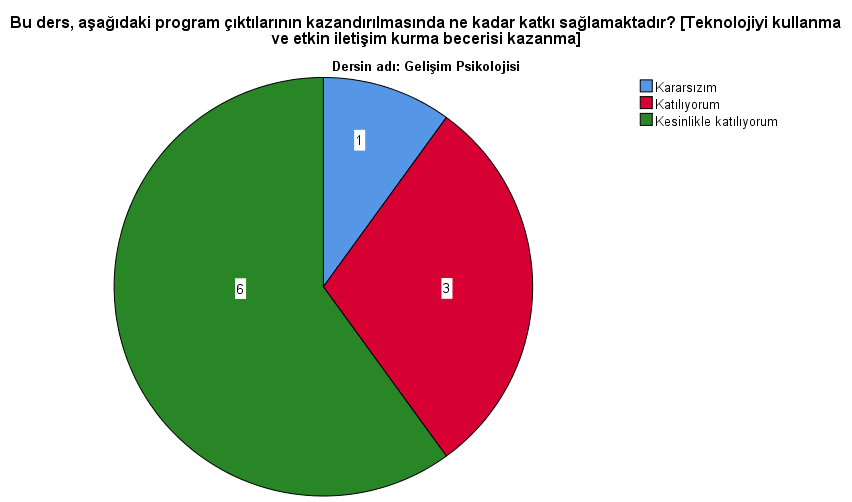 Bu ders, aşağıdaki program çıktılarının kazandırılmasında ne kadar katkı sağlamaktadır? [Teknolojiyi kullanma
ve etkin iletişim kurma becerisi kazanma]
Dersin adı: Gelişim Psikolojisi
Kararsızım
Katılıyorum
Kesinlikle katılıyorum
1
6
3